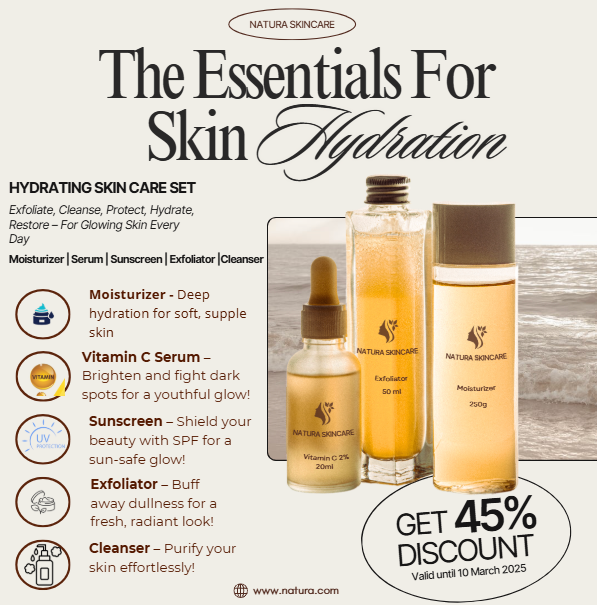 NATURA SKINCARE
The Essentials For
Skin Hydration
HYDRATING SKIN CARE SET
Exfoliate, Cleanse, Protect, Hydrate,
Restore – For Glowing Skin Every
Day
Moisturizer | Serum | Sunscreen | Exfoliator |Cleanser
Moisturizer - Deep
hydration for soft, supple
skin
VITAMIN
Vitamin C Serum –
Brighten and fight dark
spots for a youthful glow!
UV
PROTECTION
Sunscreen – Shield your
beauty with SPF for a
sun-safe glow!
Exfoliator – Buff
away dullness for a
fresh, radiant look!
Cleanser – Purify your
skin effortlessly!
NATURA SKINCARE
Vitamin C 2%
20ml
NATURA SKINCARE
Exfoliator
50 ml
NATURA SKINCARE
Moisturizer
250g
GET 45%
DISCOUNT
Valid until 10 March 2025
www.natura.com